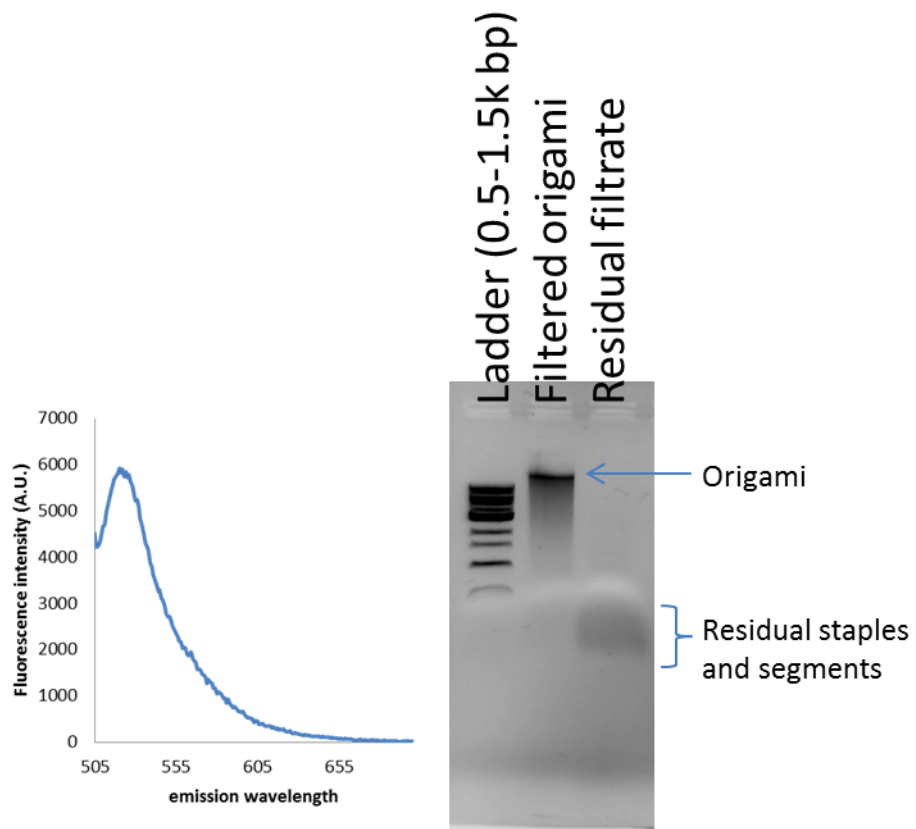 Fluorescence intensity (A.U.)
7000
6000
5000
4000
3000
2000
1000
0
505 555 605 655
emission wavelength
Ladder (0.5-1.5k bp)
Filtered origami
Residual filtrate
Origami
Residual staples
and segments